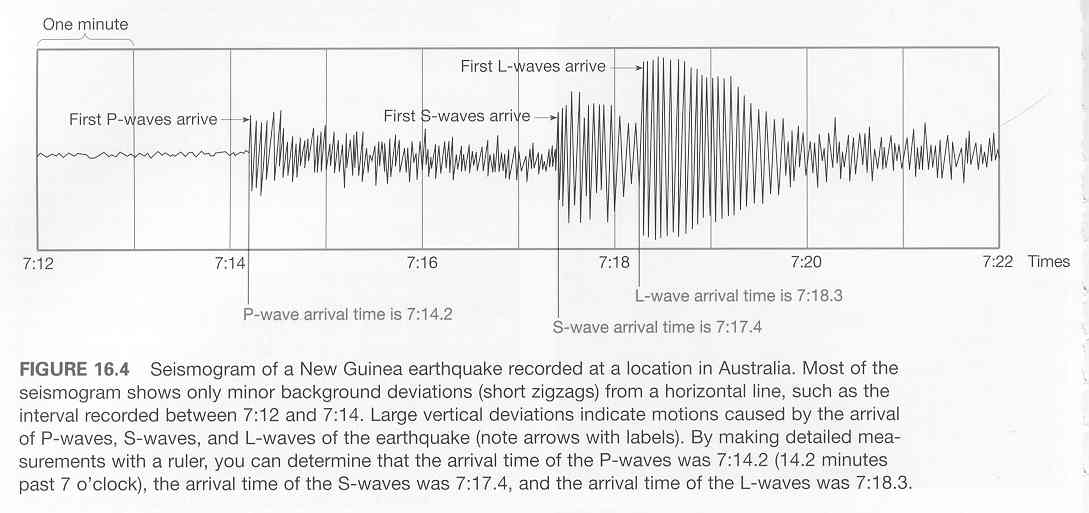 One minute
First L-waves arrive
First P-waves arrive
First S-waves arrive
7:12 7:14 7:16 7:18 7:20 7:22 Times
L-wave arrival time is 7:18.3
P-wave arrival time is 7:14.2
S-wave arrival time is 7:17.4
FIGURE 16.4 Seismogram of a New Guinea earthquake recorded at a location in Australia. Most of the
seismogram shows only minor background deviations (short zigzags) from a horizontal line, such as the
interval recorded between 7:12 and 7:14. Large vertical deviations indicate motions caused by the arrival
of P-waves, S-waves, and L-waves of the earthquake (note arrows with labels). By making detailed mea-
surements with a ruler, you can determine that the arrival time of the P-waves was 7:14.2 (14.2 minutes
past 7 o'clock), the arrival time of the S-waves was 7:17.4, and the arrival time of the L-waves was 7:18.3.